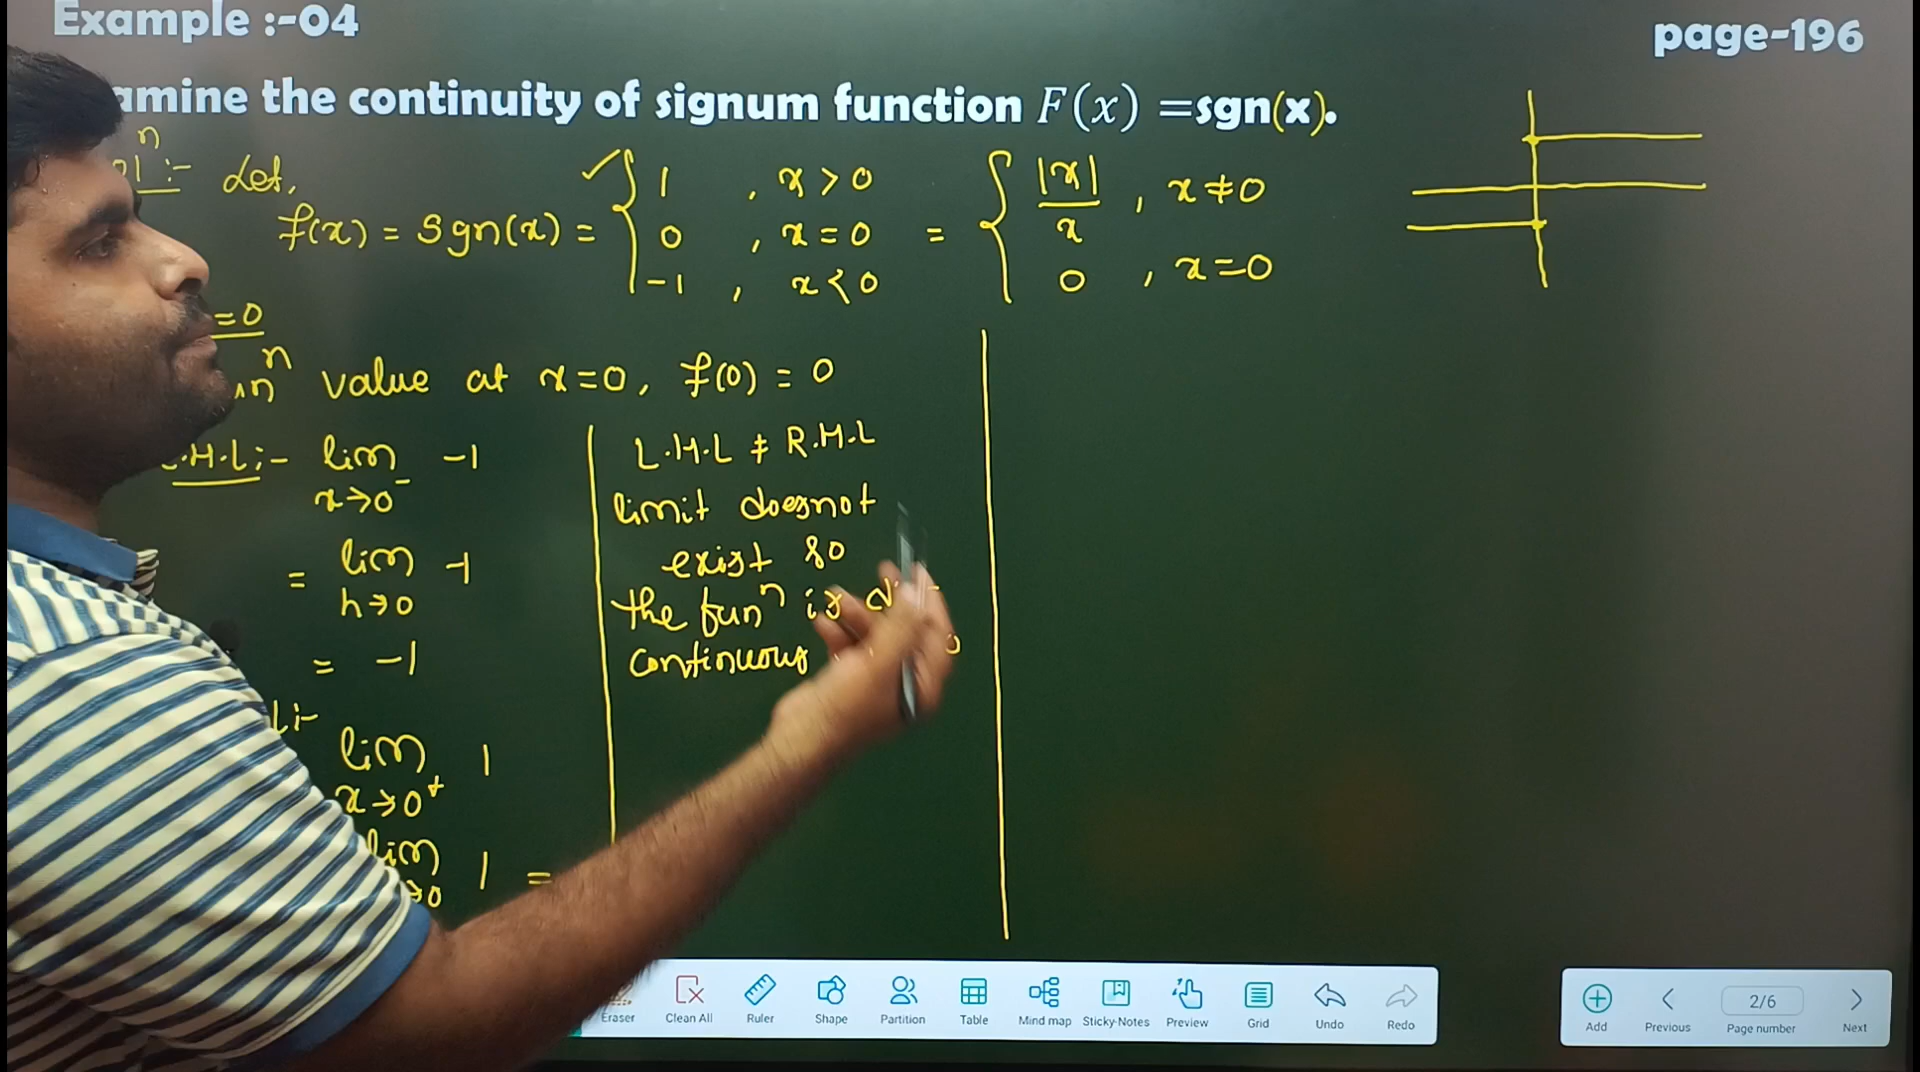 Example :-04
page-196
amine the continuity of signum function F(x) =sgn(x).
n :- Let,
f(x) = Sgn(x) = { 1 , x > 0
0 , x = 0
-1 , x < 0
= { |x|/x , x ≠ 0
0 , x = 0
=0
unⁿ value at x=0, f(0) = 0
.H.L:- lim x→0⁻ -1
= lim h→0 -1
= -1
L:-
lim x→0⁺ 1
lim →0 1 =
L.H.L ≠ R.H.L
limit doesnot
exist so
the funⁿ is
continuous
Eraser
Clean All
Ruler
Shape
Partition
Table
Mind map
Sticky-Notes
Preview
Grid
Undo
Redo
Add
Previous
2/6
Page number
Next